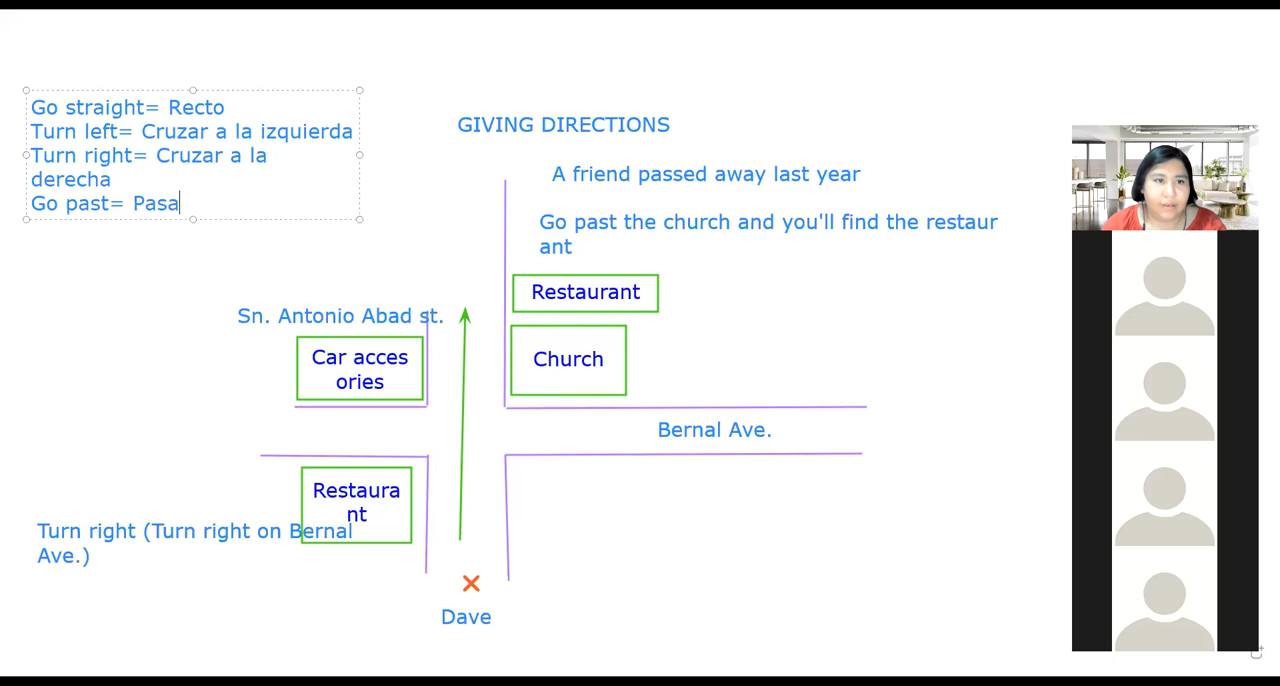 Go straight= Recto
Turn left= Cruzar a la izquierda
Turn right= Cruzar a la
derecha
Go past= Pasa
GIVING DIRECTIONS
A friend passed away last year
Go past the church and you'll find the restaur
ant
Restaurant
Sn. Antonio Abad st.
Car acces
ories
Church
Bernal Ave.
Restaura
nt
Turn right (Turn right on Bernal
Ave.)
Dave